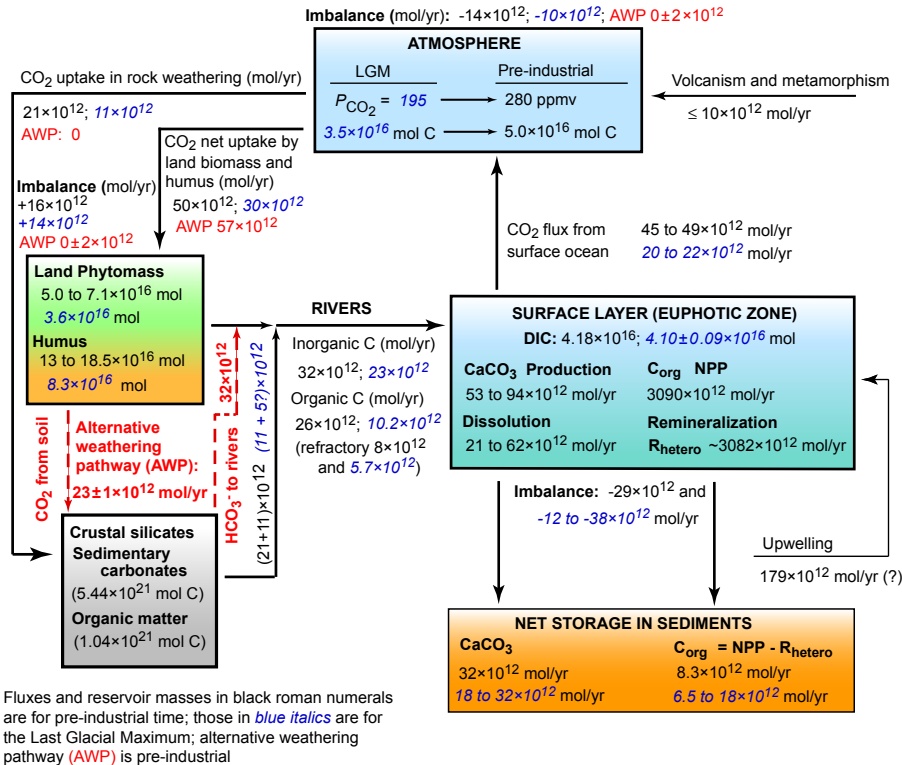 Imbalance (mol/yr): -14×10¹²; -10×10¹²; AWP 0±2×10¹²
ATMOSPHERE
LGM
Pre-industrial
P_CO₂ = 195
280 ppmv
3.5×10¹⁶ mol C
5.0×10¹⁶ mol C
CO₂ uptake in rock weathering (mol/yr)
21×10¹²; 11×10¹²
AWP: 0
Volcanism and metamorphism
≤ 10×10¹² mol/yr
CO₂ net uptake by
land biomass and
humus (mol/yr)
50×10¹²; 30×10¹²
AWP 57×10¹²
Imbalance (mol/yr)
+16×10¹²
+14×10¹²
AWP 0±2×10¹²
CO₂ flux from
surface ocean
45 to 49×10¹² mol/yr
20 to 22×10¹² mol/yr
Land Phytomass
5.0 to 7.1×10¹⁶ mol
3.6×10¹⁶ mol
Humus
13 to 18.5×10¹⁶ mol
8.3×10¹⁶ mol
RIVERS
Inorganic C (mol/yr)
32×10¹²; 23×10¹²
Organic C (mol/yr)
26×10¹²; 10.2×10¹²
(refractory 8×10¹²
and 5.7×10¹²)
SURFACE LAYER (EUPHOTIC ZONE)
DIC: 4.18×10¹⁶; 4.10±0.09×10¹⁶ mol
CaCO₃ Production
53 to 94×10¹² mol/yr
Dissolution
21 to 62×10¹² mol/yr
C_org NPP
3090×10¹² mol/yr
Remineralization
R_hetero ~3082×10¹² mol/yr
CO₂ from soil
Alternative
weathering
pathway (AWP):
23±1×10¹² mol/yr
HCO₃⁻ to rivers
32×10¹²
(21+11)×10¹²
(11 + 5?)×10¹²
Crustal silicates
Sedimentary
carbonates
(5.44×10²¹ mol C)
Organic matter
(1.04×10²¹ mol C)
Imbalance: -29×10¹² and
-12 to -38×10¹² mol/yr
Upwelling
179×10¹² mol/yr (?)
NET STORAGE IN SEDIMENTS
CaCO₃
32×10¹² mol/yr
18 to 32×10¹² mol/yr
C_org = NPP - R_hetero
8.3×10¹² mol/yr
6.5 to 18×10¹² mol/yr
Fluxes and reservoir masses in black roman numerals
are for pre-industrial time; those in blue italics are for
the Last Glacial Maximum; alternative weathering
pathway (AWP) is pre-industrial